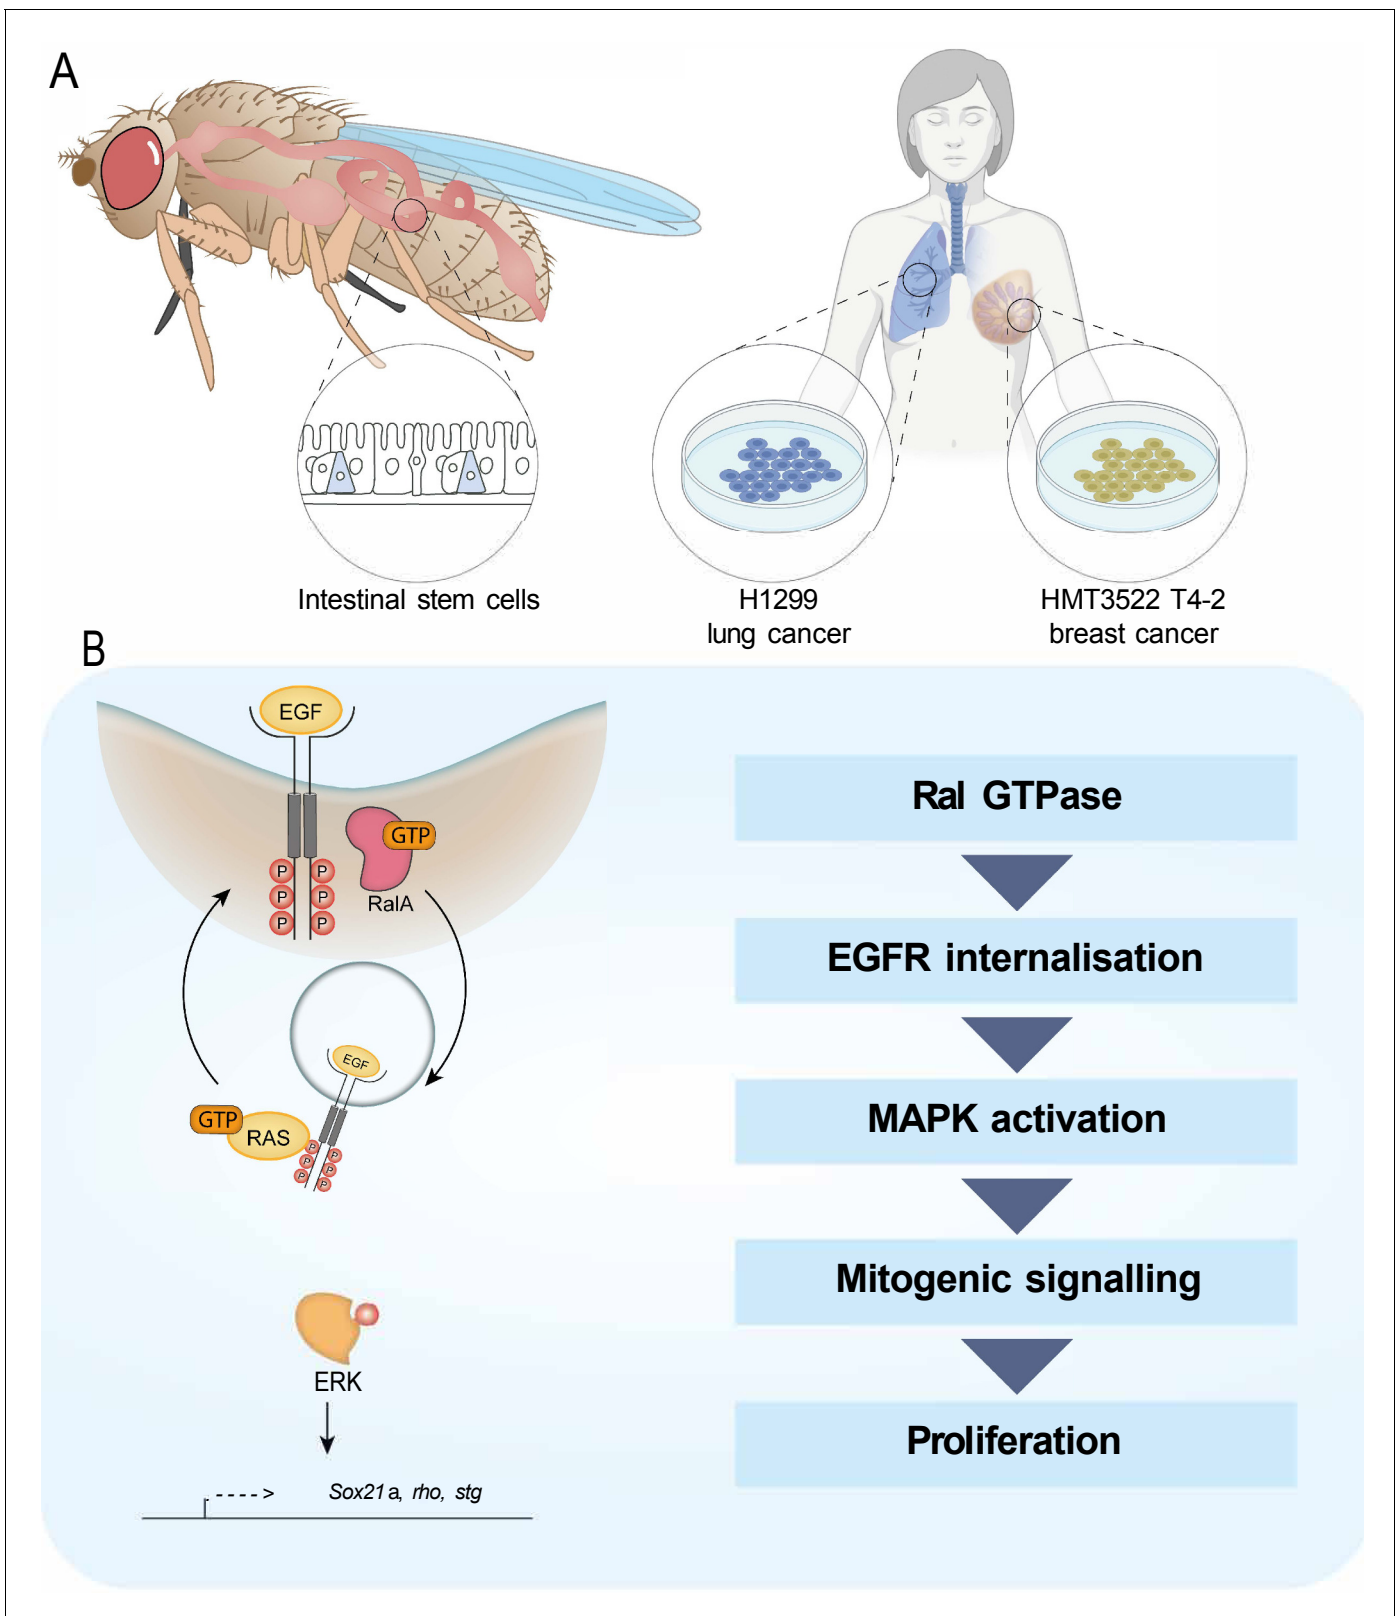 A
Intestinal stem cells
H1299
lung cancer
HMT3522 T4-2
breast cancer
B
EGF
GTP
RalA
P P
P P
P P
EGF
GTP
RAS
P
P P
P P
P
ERK
Sox21a, rho, stg
Ral GTPase
EGFR internalisation
MAPK activation
Mitogenic signalling
Proliferation